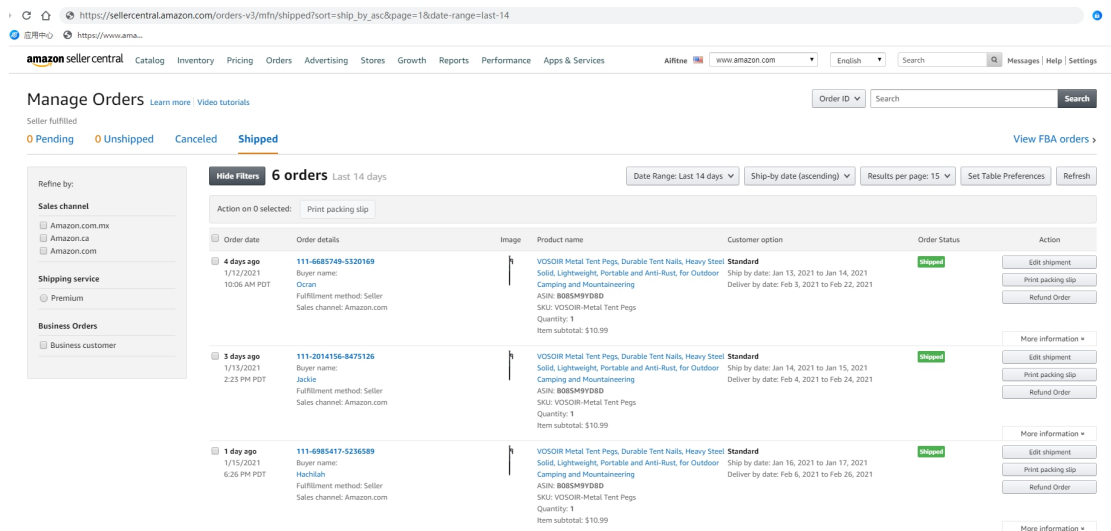 https://sellercentral.amazon.com/orders-v3/mfn/shipped?sort=ship_by_asc&page=1&date-range=last-14
应用中心 https://www.ama...
amazon seller central Catalog Inventory Pricing Orders Advertising Stores Growth Reports Performance Apps & Services Aifitne www.amazon.com English Search Messages | Help | Settings
Manage Orders Learn more | Video tutorials Order ID Search Search
Seller fulfilled
0 Pending 0 Unshipped Canceled Shipped View FBA orders ›
Refine by:
Sales channel
Amazon.com.mx
Amazon.ca
Amazon.com
Shipping service
Premium
Business Orders
Business customer
Hide Filters 6 orders Last 14 days Date Range: Last 14 days Ship-by date (ascending) Results per page: 15 Set Table Preferences Refresh
Action on 0 selected: Print packing slip
Order date Order details Image Product name Customer option Order Status Action
4 days ago
1/12/2021
10:06 AM PDT
111-6685749-5320169
Buyer name:
Ocran
Fulfillment method: Seller
Sales channel: Amazon.com
VOSOIR Metal Tent Pegs, Durable Tent Nails, Heavy Steel
Solid, Lightweight, Portable and Anti-Rust, for Outdoor
Camping and Mountaineering
ASIN: B08SM9YD8D
SKU: VOSOIR-Metal Tent Pegs
Quantity: 1
Item subtotal: $10.99
Standard
Ship by date: Jan 13, 2021 to Jan 14, 2021
Deliver by date: Feb 3, 2021 to Feb 22, 2021
Shipped
Edit shipment
Print packing slip
Refund Order
More information »
3 days ago
1/13/2021
2:23 PM PDT
111-2014156-8475126
Buyer name:
Jackie
Fulfillment method: Seller
Sales channel: Amazon.com
VOSOIR Metal Tent Pegs, Durable Tent Nails, Heavy Steel
Solid, Lightweight, Portable and Anti-Rust, for Outdoor
Camping and Mountaineering
ASIN: B08SM9YD8D
SKU: VOSOIR-Metal Tent Pegs
Quantity: 1
Item subtotal: $10.99
Standard
Ship by date: Jan 14, 2021 to Jan 15, 2021
Deliver by date: Feb 4, 2021 to Feb 24, 2021
Shipped
Edit shipment
Print packing slip
Refund Order
More information »
1 day ago
1/15/2021
6:26 PM PDT
111-6985417-5236589
Buyer name:
Hachilah
Fulfillment method: Seller
Sales channel: Amazon.com
VOSOIR Metal Tent Pegs, Durable Tent Nails, Heavy Steel
Solid, Lightweight, Portable and Anti-Rust, for Outdoor
Camping and Mountaineering
ASIN: B08SM9YD8D
SKU: VOSOIR-Metal Tent Pegs
Quantity: 1
Item subtotal: $10.99
Standard
Ship by date: Jan 16, 2021 to Jan 17, 2021
Deliver by date: Feb 6, 2021 to Feb 26, 2021
Shipped
Edit shipment
Print packing slip
Refund Order
More information »